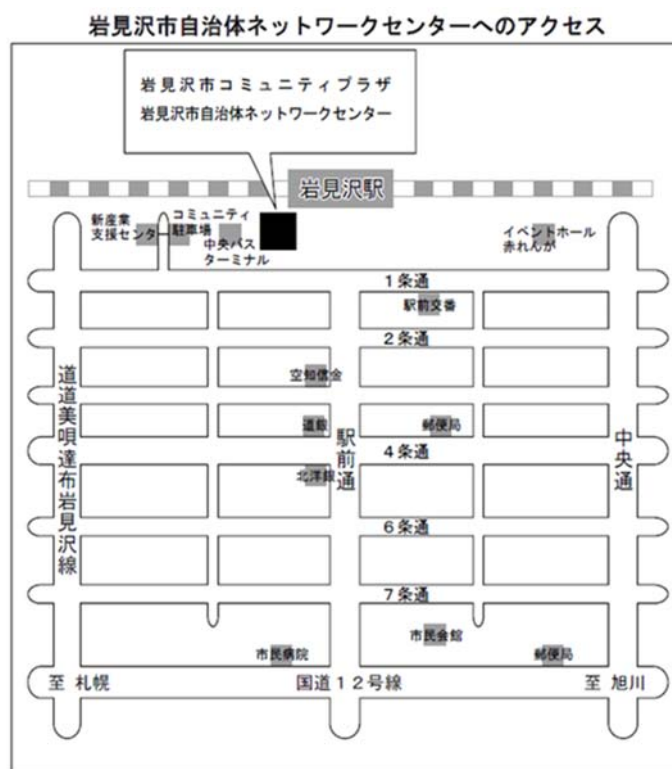 岩見沢市自治体ネットワークセンターへのアクセス
岩見沢市コミュニティプラザ
岩見沢市自治体ネットワークセンター
岩見沢駅
新産業
支援センター
コミュニティ
駐車場
中央バス
ターミナル
イベントホール
赤れんが
1条通
駅前交番
2条通
空知信金
道銀
郵便局
4条通
北洋銀
6条通
7条通
道道美唄達布岩見沢線
駅前通
中央通
市民会館
市民病院
郵便局
至 札幌
国道12号線
至 旭川